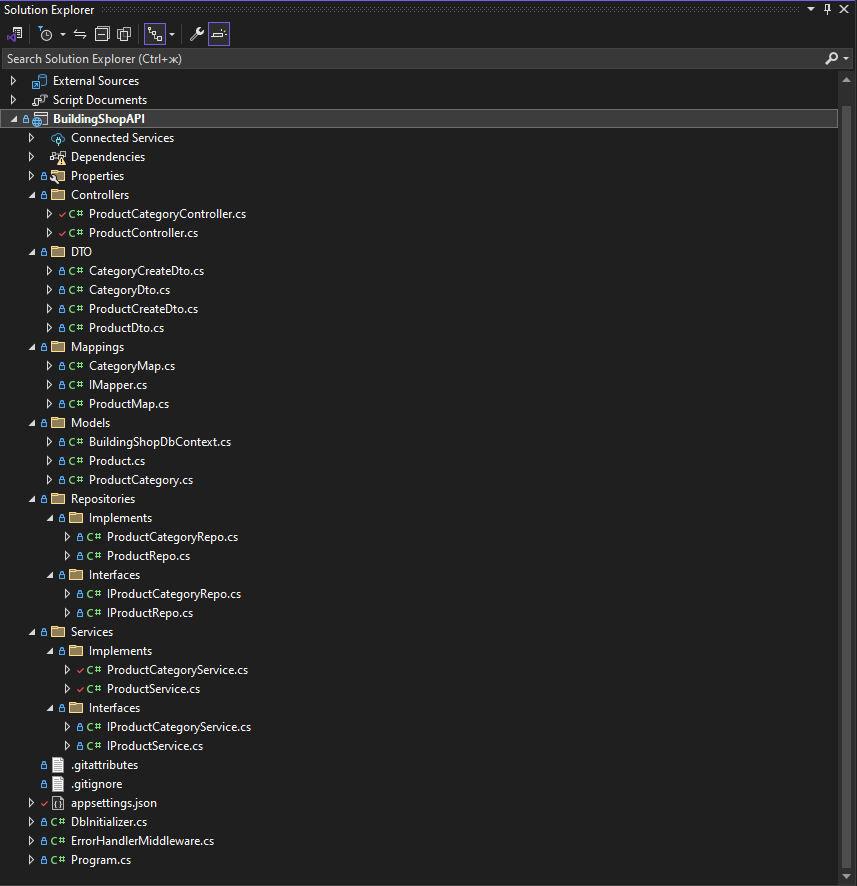 Solution Explorer
Search Solution Explorer (Ctrl+ж)
External Sources
Script Documents
BuildingShopAPI
Connected Services
Dependencies
Properties
Controllers
C# ProductCategoryController.cs
C# ProductController.cs
DTO
C# CategoryCreateDto.cs
C# CategoryDto.cs
C# ProductCreateDto.cs
C# ProductDto.cs
Mappings
C# CategoryMap.cs
C# IMapper.cs
C# ProductMap.cs
Models
C# BuildingShopDbContext.cs
C# Product.cs
C# ProductCategory.cs
Repositories
Implements
C# ProductCategoryRepo.cs
C# ProductRepo.cs
Interfaces
C# IProductCategoryRepo.cs
C# IProductRepo.cs
Services
Implements
C# ProductCategoryService.cs
C# ProductService.cs
Interfaces
C# IProductCategoryService.cs
C# IProductService.cs
.gitattributes
.gitignore
appsettings.json
C# DbInitializer.cs
C# ErrorHandlerMiddleware.cs
C# Program.cs